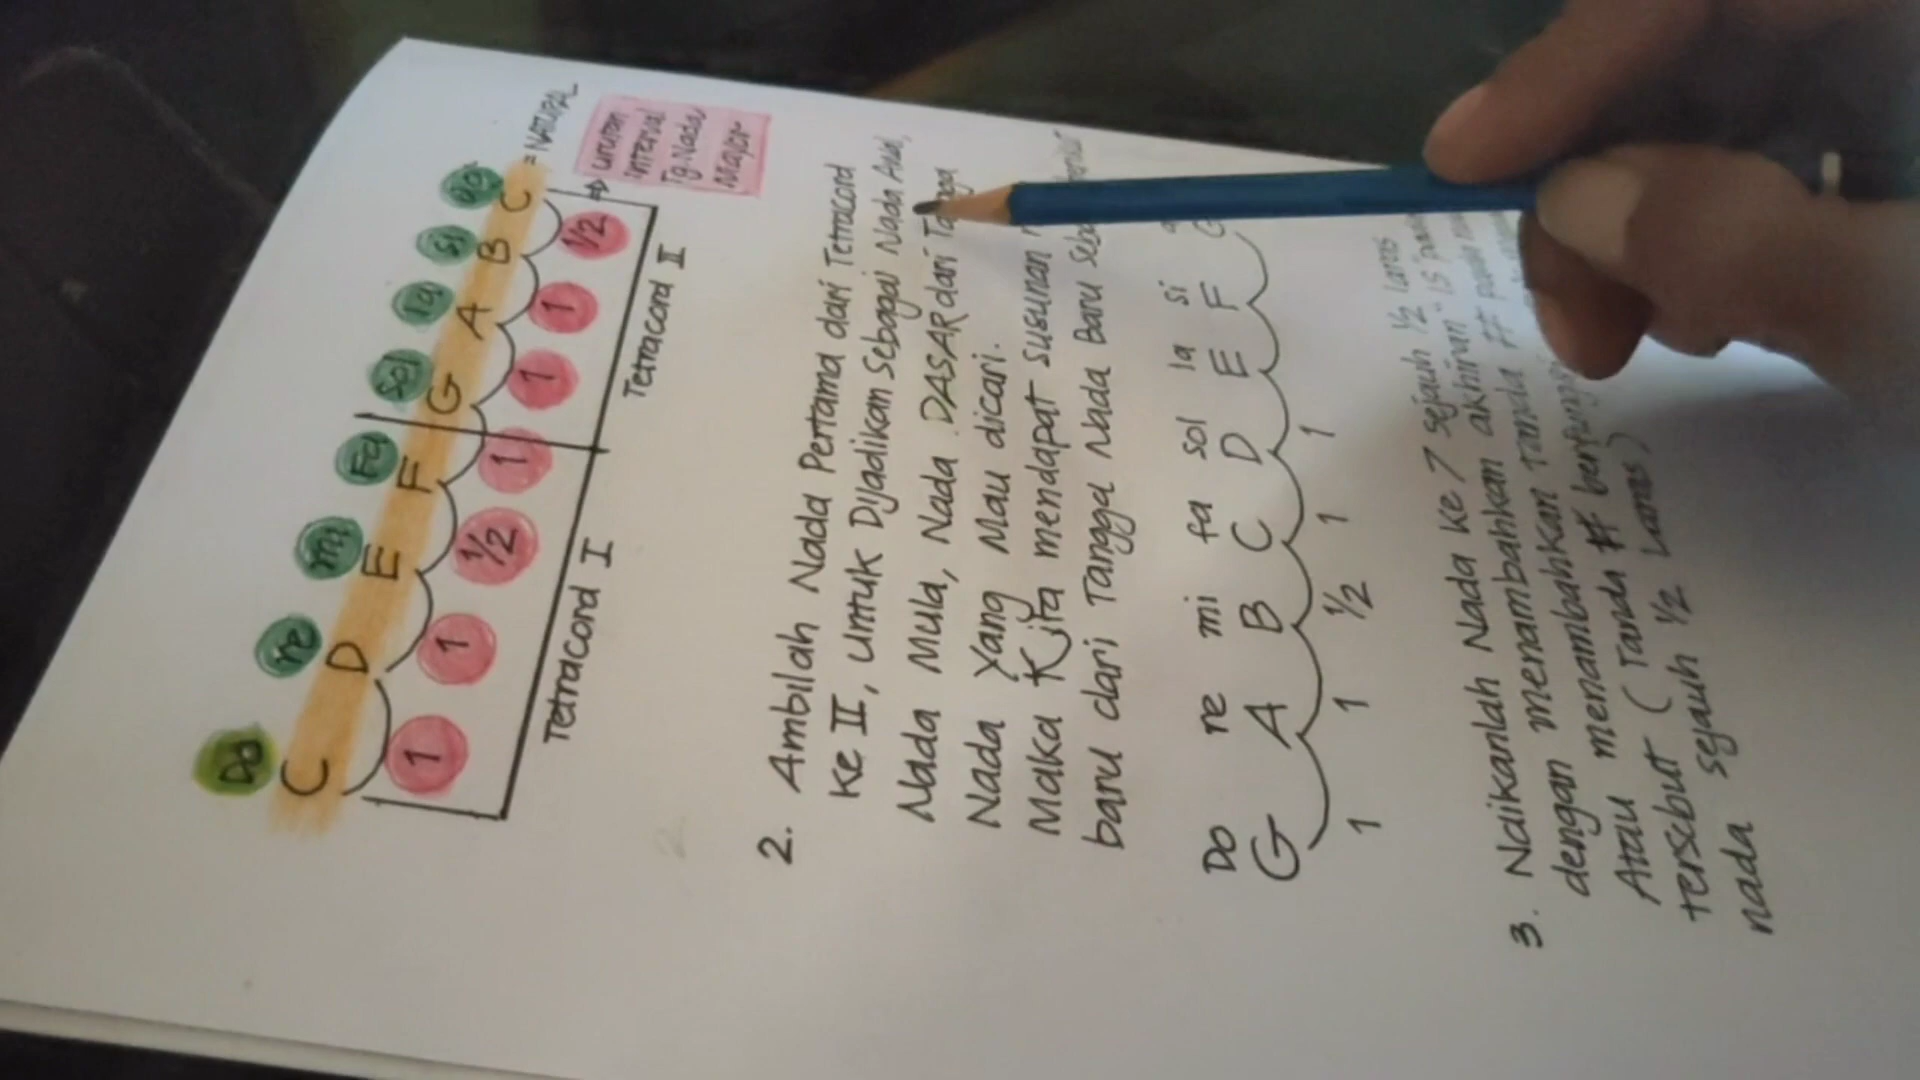 Do re mi Fa Sol la si do
C D E F G A B C = NATURAL
1 1 1/2 1 1 1 1/2 ⇒ urutan
interval
Tg. Nada
Mayor
Tetracord I Tetracord II
2. Ambilah Nada Pertama dari Tetracord
Ke II, untuk Dijadikan Sebagai Nada Awal,
Nada Mula, Nada DASAR dari Tangga
Nada Yang Mau dicari.
Maka Kita mendapat susunan
baru dari Tangga Nada Baru
Do re mi fa sol la si
G A B C D E F G
1 1 1/2 1 1
3. Naikanlah Nada Ke 7 sejauh 1/2 laras
dengan menambahkan akhiran "is
Atau menambahkan Tanda #
tersebut (Tanda # berfungsi
nada sejauh 1/2 Laras)